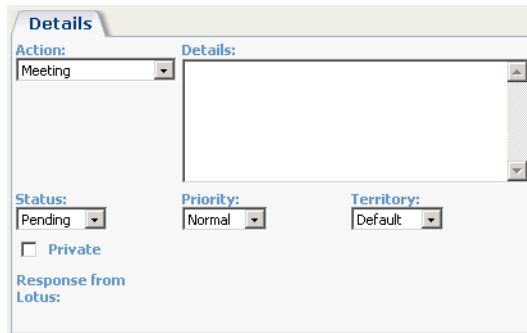 Details
Action: Details:
Meeting
Status: Priority: Territory:
Pending Normal Default
Private
Response from
Lotus: